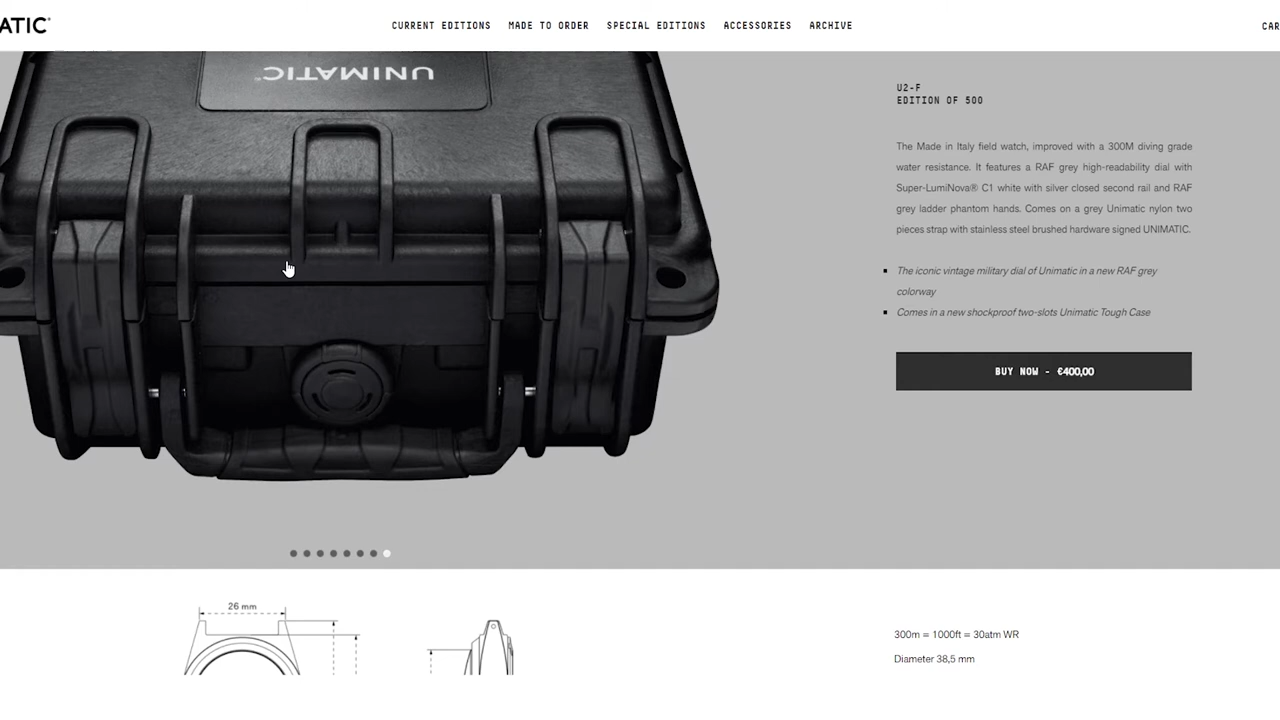 ATIC®
CURRENT EDITIONS MADE TO ORDER SPECIAL EDITIONS ACCESSORIES ARCHIVE
CAR
UNIMATIC®
U2-F
EDITION OF 500
The Made in Italy field watch, improved with a 300M diving grade
water resistance. It features a RAF grey high-readability dial with
Super-LumiNova® C1 white with silver closed second rail and RAF
grey ladder phantom hands. Comes on a grey Unimatic nylon two
pieces strap with stainless steel brushed hardware signed UNIMATIC.
The iconic vintage military dial of Unimatic in a new RAF grey
colorway
Comes in a new shockproof two-slots Unimatic Tough Case
BUY NOW - €400,00
26 mm
300m = 1000ft = 30atm WR
Diameter 38,5 mm